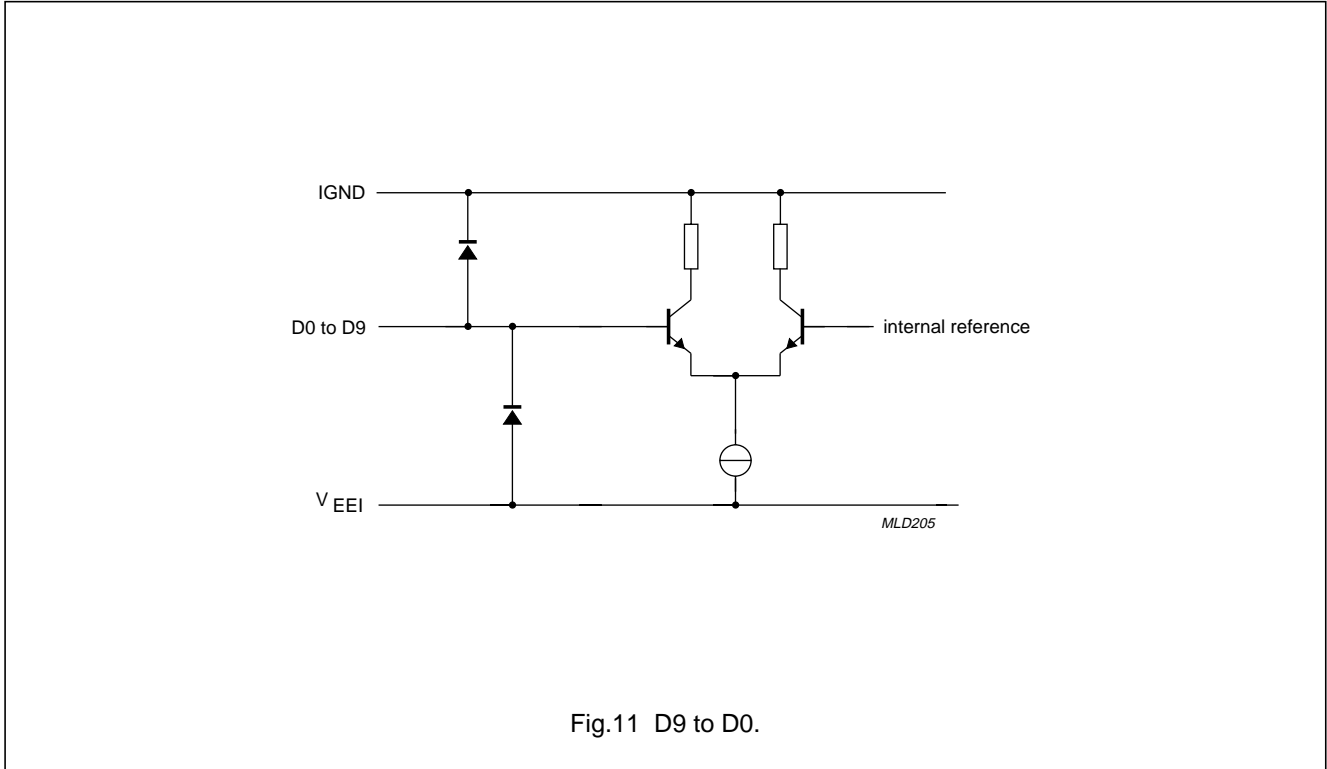 IGND
D0 to D9
internal reference
V EEI
MLD205
Fig.11 D9 to D0.